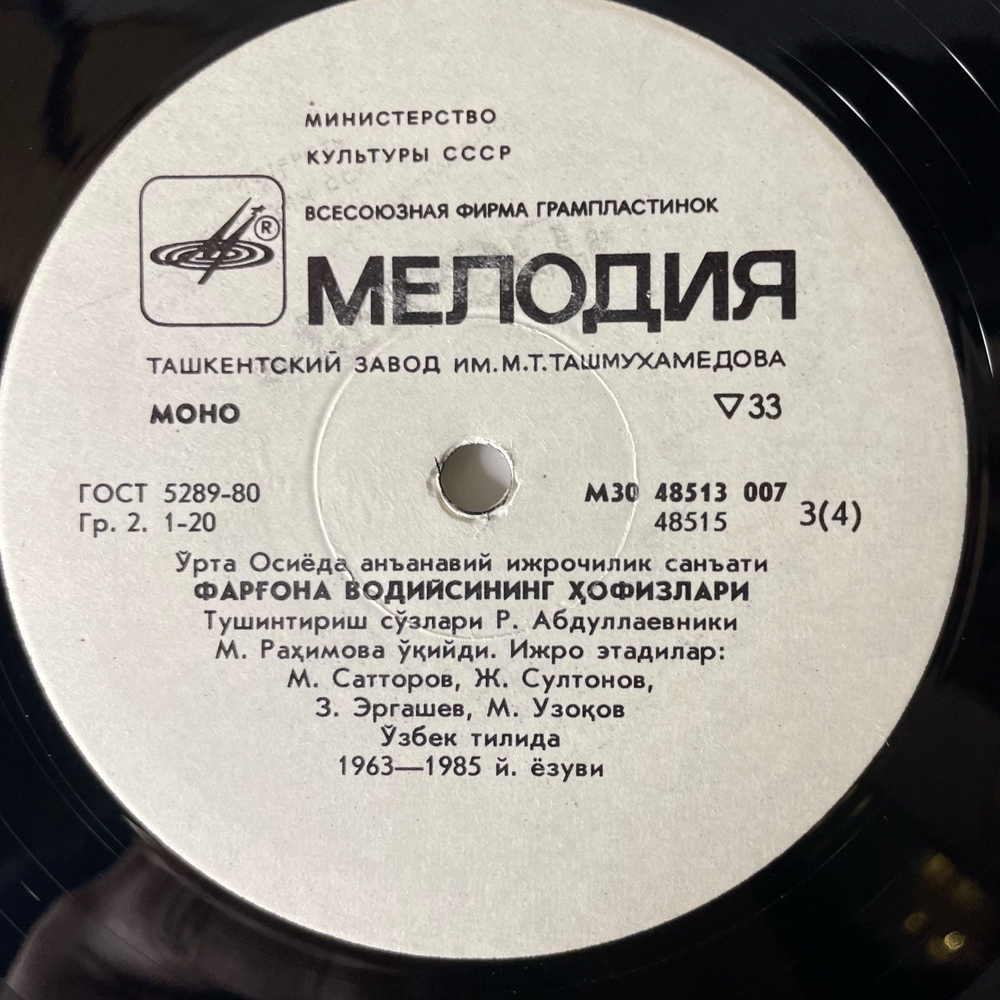 МИНИСТЕРСТВО
КУЛЬТУРЫ СССР
ВСЕСОЮЗНАЯ ФИРМА ГРАМПЛАСТИНОК
®
МЕЛОДИЯ
ТАШКЕНТСКИЙ ЗАВОД ИМ.М.Т.ТАШМУХАМЕДОВА
МОНО ▽33
ГОСТ 5289-80 М30 48513 007
Гр. 2. 1-20 48515 3(4)
Ўрта Осиёда анъанавий ижрочилик санъати
ФАРҒОНА ВОДИЙСИНИНГ ҲОФИЗЛАРИ
Тушинтириш сўзлари Р. Абдуллаевники
М. Раҳимова ўқийди. Ижро этадилар:
М. Сатторов, Ж. Султонов,
З. Эргашев, М. Узоқов
Ўзбек тилида
1963—1985 й. ёзуви